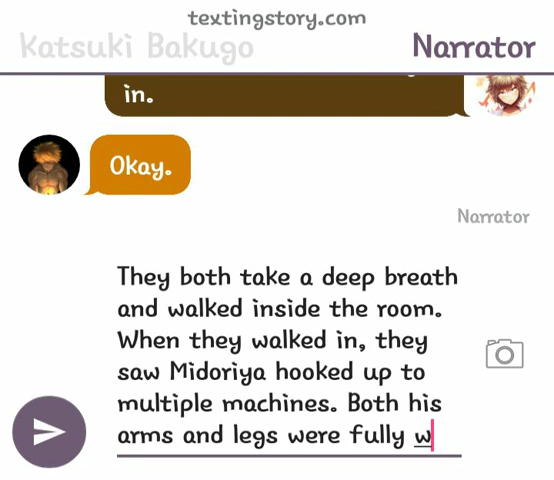 textingstory.com
Katsuki Bakugo
Narrator
in.
Okay.
Narrator
They both take a deep breath
and walked inside the room.
When they walked in, they
saw Midoriya hooked up to
multiple machines. Both his
arms and legs were fully w